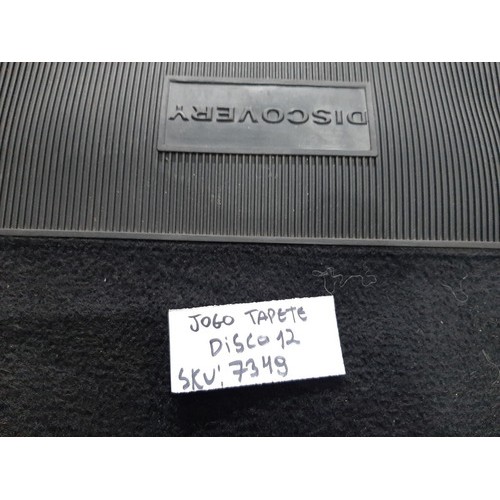 DISCOVERY
JOGO TAPETE
DISCO 12
SKU: 7349